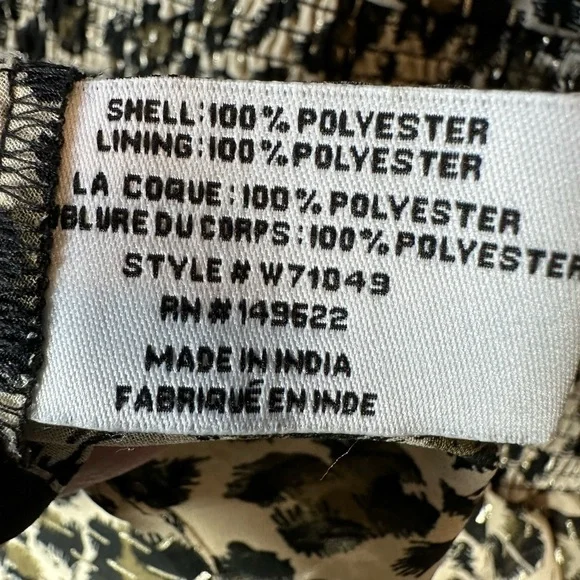 SHELL:100% POLYESTER
LINING:100% POLYESTER
LA COQUE:100% POLYESTER
DU CORPS:100% POLYESTER
STYLE # W71049
RN # 149622
MADE IN INDIA
FABRIQUÉ EN INDE